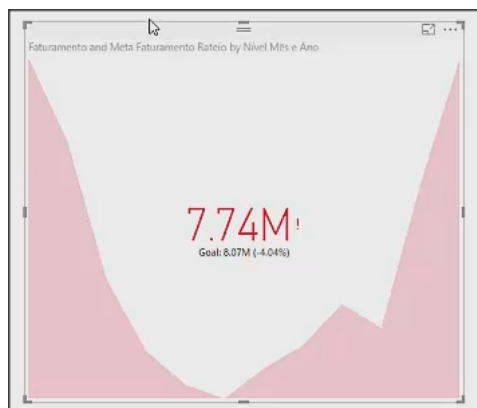 Faturamento and Meta Faturamento Rateio by Nível Mês e Ano
7.74M!
Goal: 8.07M (-4.04%)